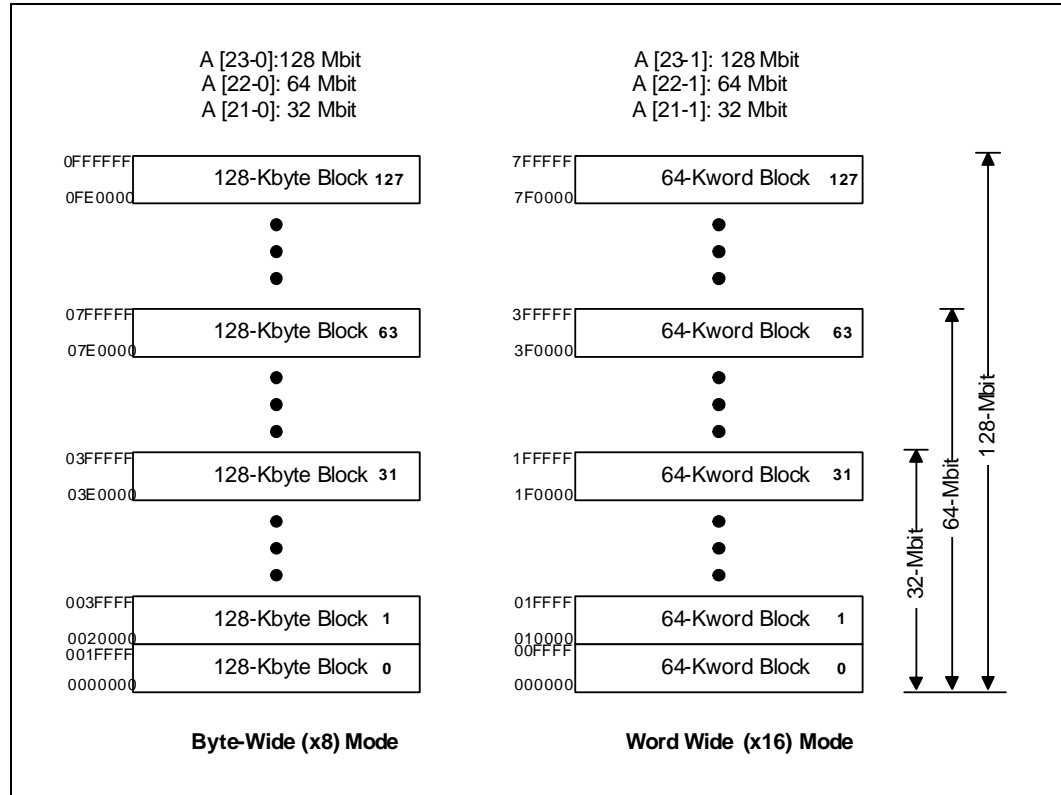 A [23-0]:128 Mbit
A [22-0]: 64 Mbit
A [21-0]: 32 Mbit
A [23-1]: 128 Mbit
A [22-1]: 64 Mbit
A [21-1]: 32 Mbit
0FFFFFF
128-Kbyte Block 127
0FE0000
07FFFFF
128-Kbyte Block 63
07E0000
03FFFFF
128-Kbyte Block 31
03E0000
003FFFF
128-Kbyte Block 1
0020000
001FFFF
128-Kbyte Block 0
0000000
Byte-Wide (x8) Mode
7FFFFF
64-Kword Block 127
7F0000
3FFFFF
64-Kword Block 63
3F0000
1FFFFF
64-Kword Block 31
1F0000
01FFFF
64-Kword Block 1
010000
00FFFF
64-Kword Block 0
000000
Word Wide (x16) Mode
32-Mbit
64-Mbit
128-Mbit